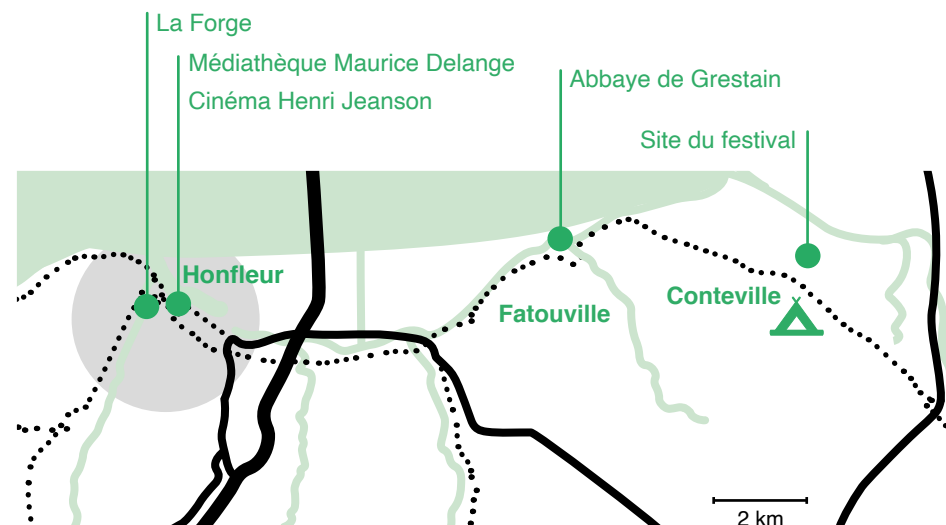 La Forge
Médiathèque Maurice Delange
Cinéma Henri Jeanson
Abbaye de Grestain
Site du festival
Honfleur
Conteville
Fatouville
2 km